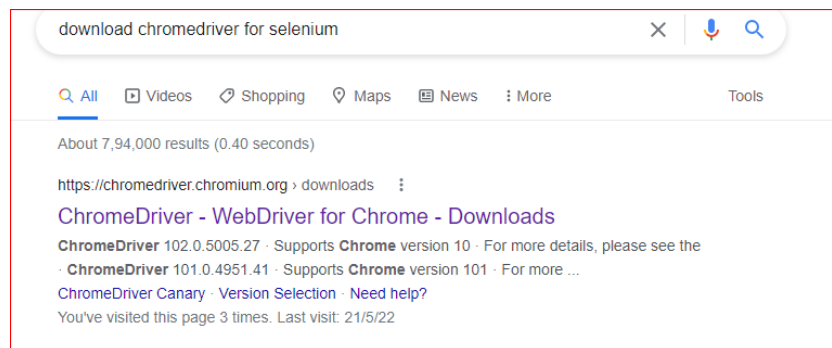 download chromedriver for selenium
All Videos Shopping Maps News More Tools
About 7,94,000 results (0.40 seconds)
https://chromedriver.chromium.org › downloads
ChromeDriver - WebDriver for Chrome - Downloads
ChromeDriver 102.0.5005.27 · Supports Chrome version 10 · For more details, please see the
· ChromeDriver 101.0.4951.41 · Supports Chrome version 101 · For more ...
ChromeDriver Canary · Version Selection · Need help?
You've visited this page 3 times. Last visit: 21/5/22